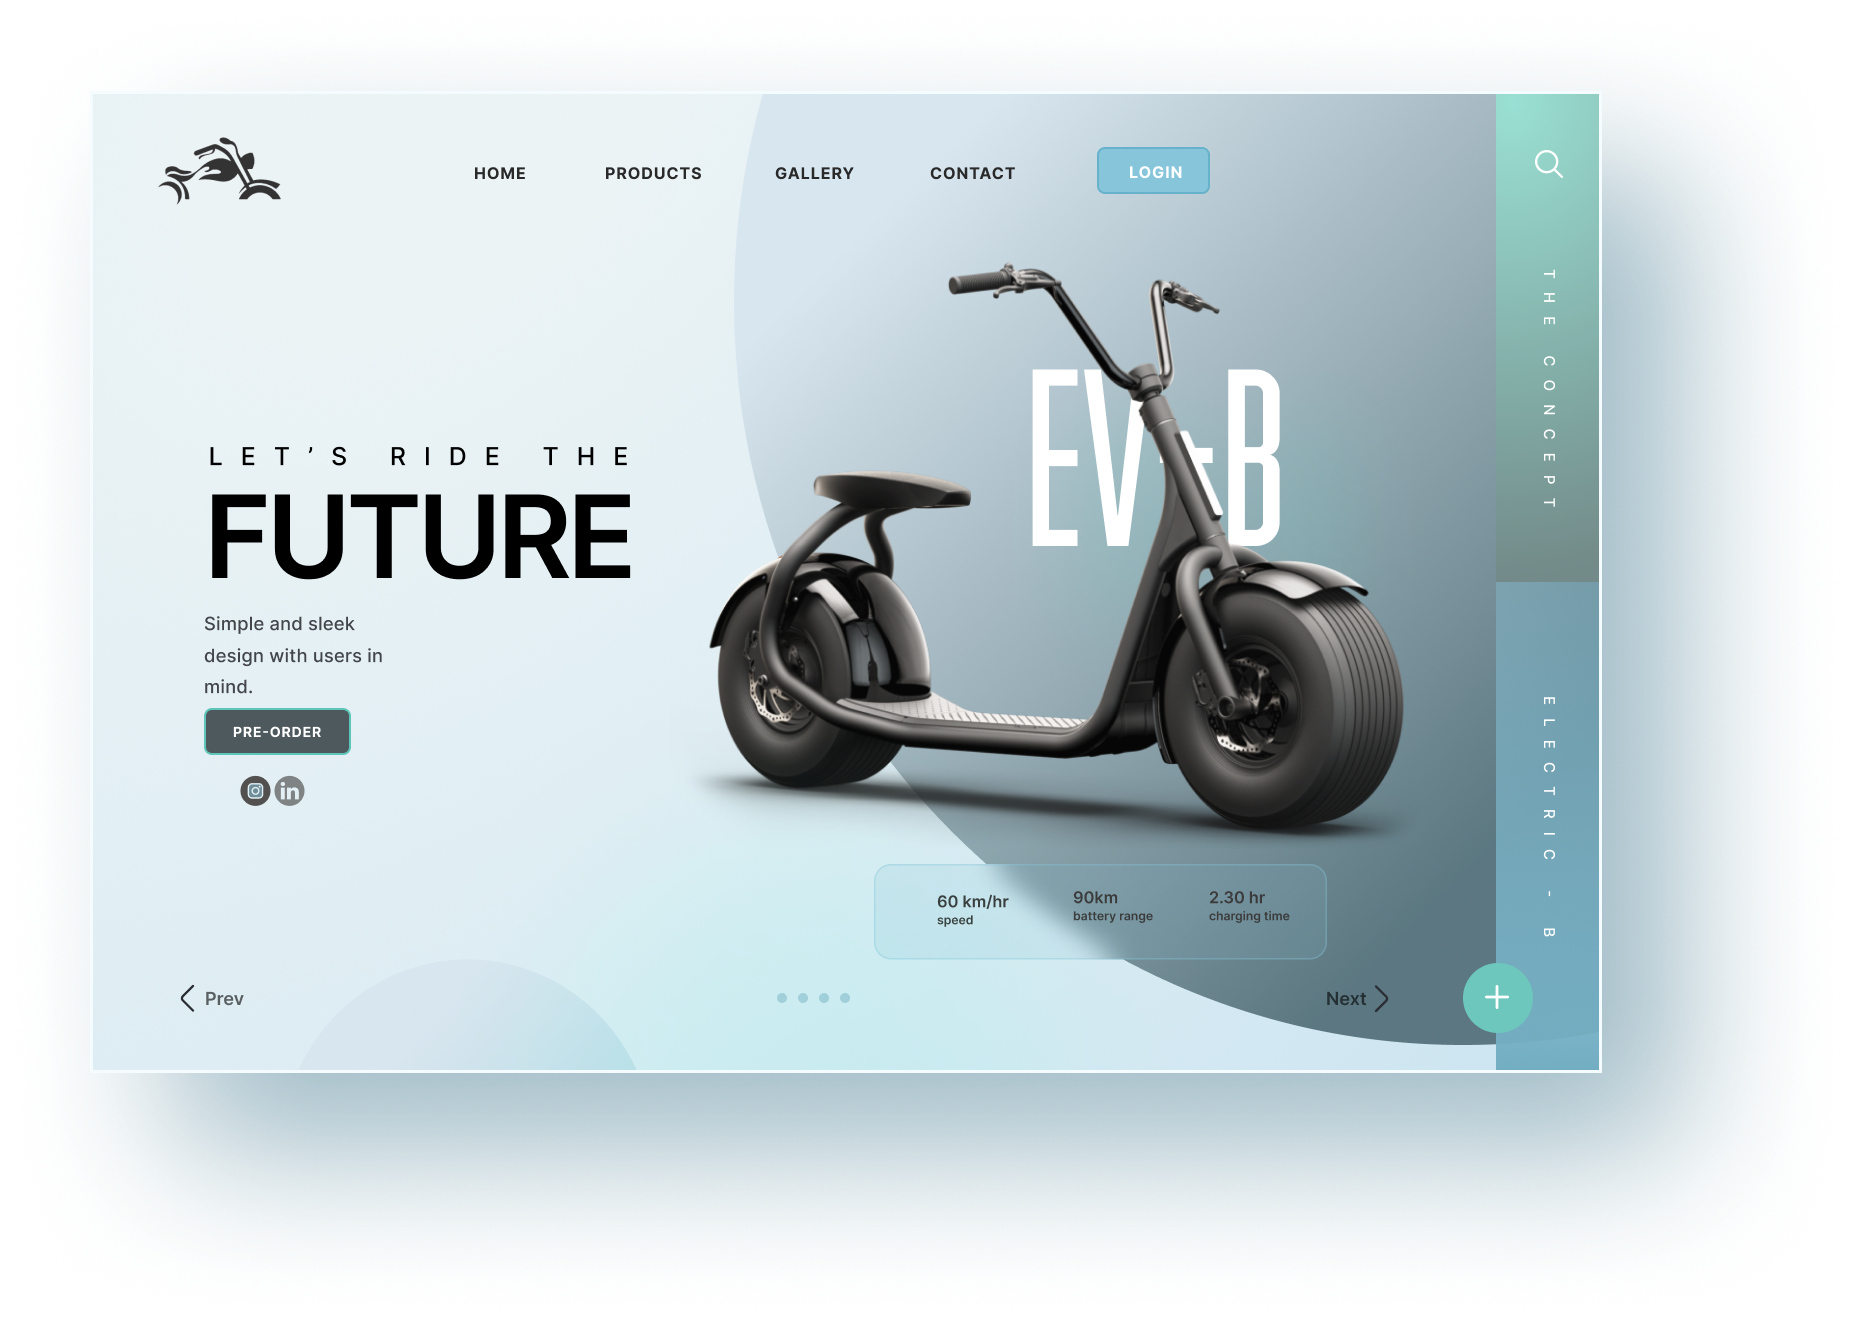 HOME
PRODUCTS
GALLERY
CONTACT
LOGIN
THE CONCEPT
EV
B
LET’S RIDE THE
FUTURE
Simple and sleek
design with users in
mind.
PRE-ORDER
in
ELECTRIC - B
60 km/hr
speed
90km
battery range
2.30 hr
charging time
Prev
Next